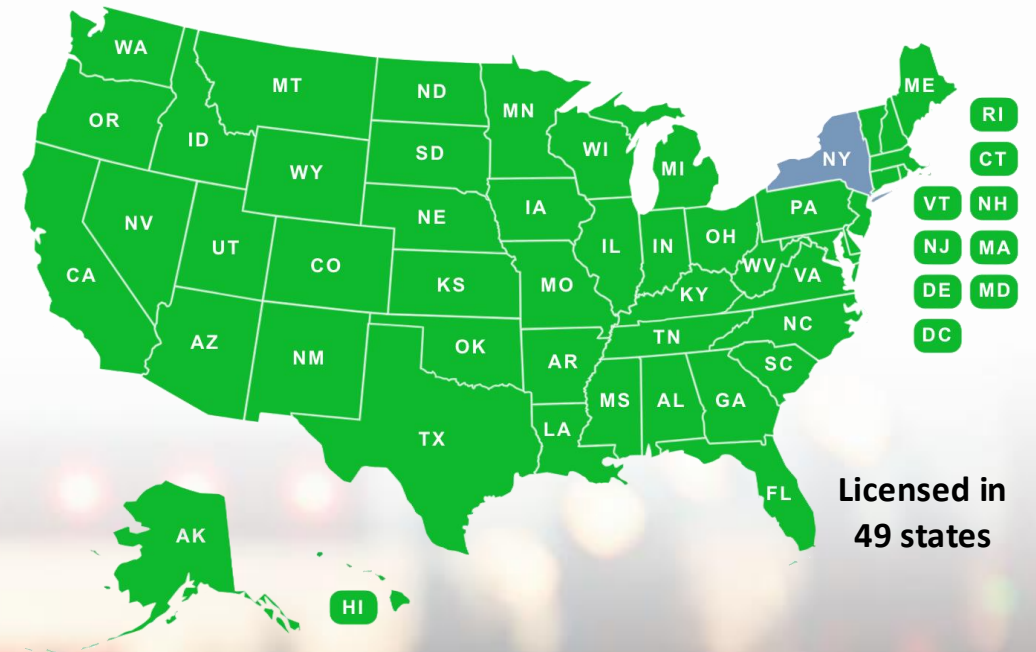 WA
MT
ND
MN
ME
OR
ID
SD
WI
MI
NY
RI
WY
CT
NV
UT
NE
IA
PA
VT
NH
CA
CO
KS
MO
IL
IN
OH
WV
VA
KY
NJ
MA
DE
MD
DC
AZ
NM
OK
AR
TN
NC
SC
TX
LA
MS
AL
GA
FL
Licensed in
49 states
AK
HI